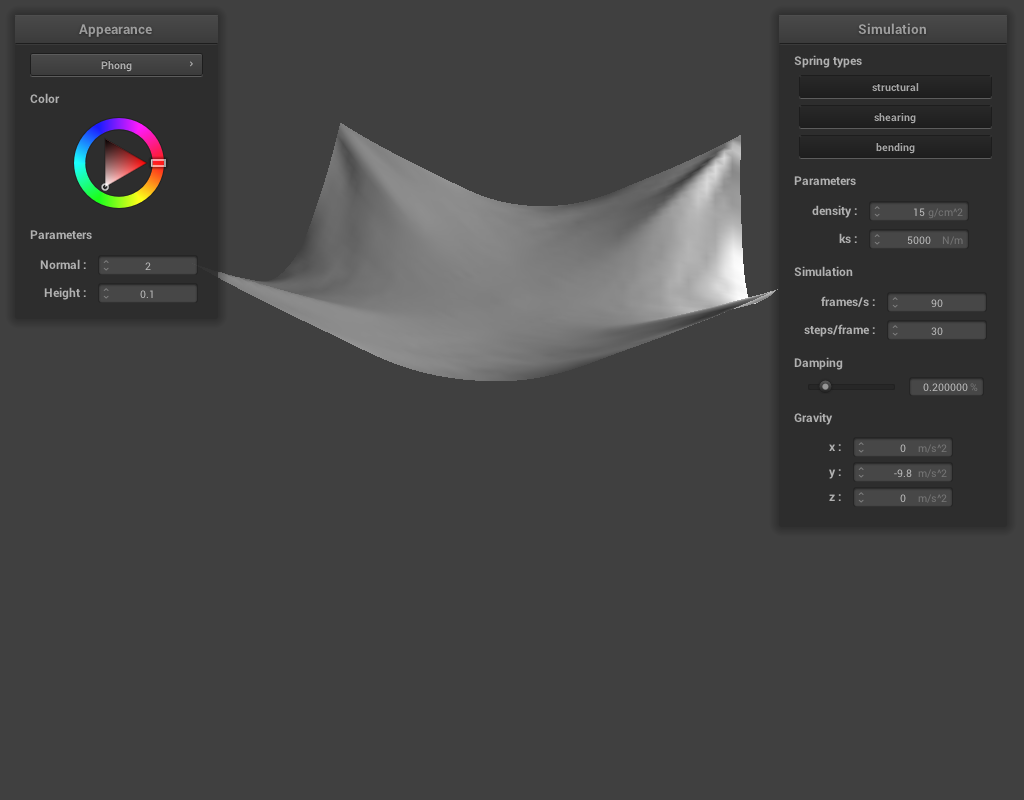 Appearance
Phong
Color
Parameters
Normal : 2
Height : 0.1
Simulation
Spring types
structural
shearing
bending
Parameters
density : 15 g/cm^2
ks : 5000 N/m
Simulation
frames/s : 90
steps/frame : 30
Damping
0.200000 %
Gravity
x : 0 m/s^2
y : -9.8 m/s^2
z : 0 m/s^2